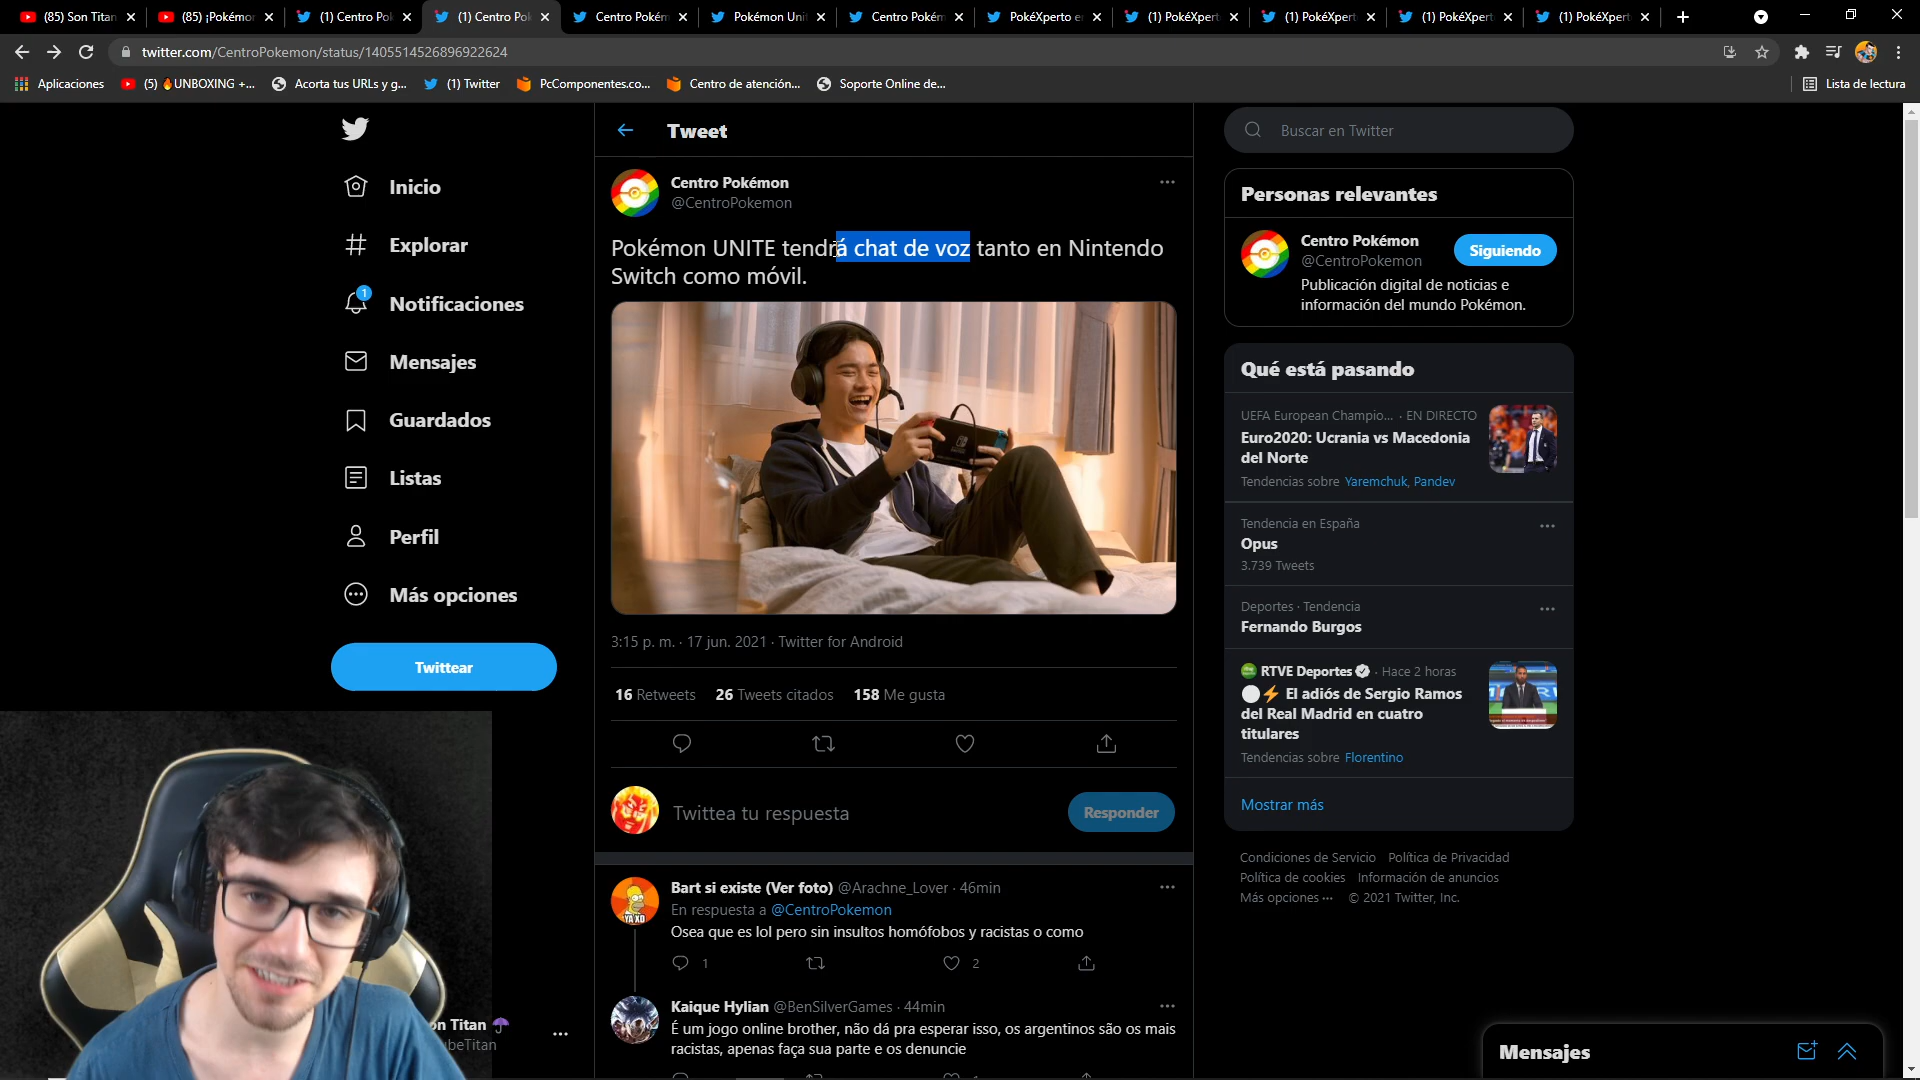 (85) Son Titan
(85) ¡Pokémon
(1) Centro Pok
(1) Centro Pok
Centro Pokém
Pokémon Uni
Centro Pokém
PokéXperto e
(1) PokéXpert
(1) PokéXpert
(1) PokéXpert
(1) PokéXpert
twitter.com/CentroPokemon/status/1405514526896922624
Aplicaciones
(5) 🔥UNBOXING +...
Acorta tus URLs y g...
(1) Twitter
PcComponentes.co...
Centro de atención...
Soporte Online de...
Lista de lectura
Inicio
Explorar
1
Notificaciones
Mensajes
Guardados
Listas
Perfil
Más opciones
Twittear
on Titan ☂
ubeTitan
Tweet
Centro Pokémon
@CentroPokemon
Pokémon UNITE tendrá chat de voz tanto en Nintendo
Switch como móvil.
3:15 p. m. · 17 jun. 2021 · Twitter for Android
16 Retweets 26 Tweets citados 158 Me gusta
Twittea tu respuesta
Responder
Bart si existe (Ver foto) @Arachne_Lover · 46min
YA XD
En respuesta a @CentroPokemon
Osea que es lol pero sin insultos homófobos y racistas o como
1
2
Kaique Hylian @BenSilverGames · 44min
É um jogo online brother, não dá pra esperar isso, os argentinos são os mais
racistas, apenas faça sua parte e os denuncie
Buscar en Twitter
Personas relevantes
Centro Pokémon
@CentroPokemon
Siguiendo
Publicación digital de noticias e
información del mundo Pokémon.
Qué está pasando
UEFA European Champio... · EN DIRECTO
Euro2020: Ucrania vs Macedonia
del Norte
Tendencias sobre Yaremchuk, Pandev
Tendencia en España
Opus
3.739 Tweets
Deportes · Tendencia
Fernando Burgos
RTVE Deportes · Hace 2 horas
⚪⚡ El adiós de Sergio Ramos
del Real Madrid en cuatro
titulares
Tendencias sobre Florentino
Mostrar más
Condiciones de Servicio Política de Privacidad
Política de cookies Información de anuncios
Más opciones ··· © 2021 Twitter, Inc.
Mensajes